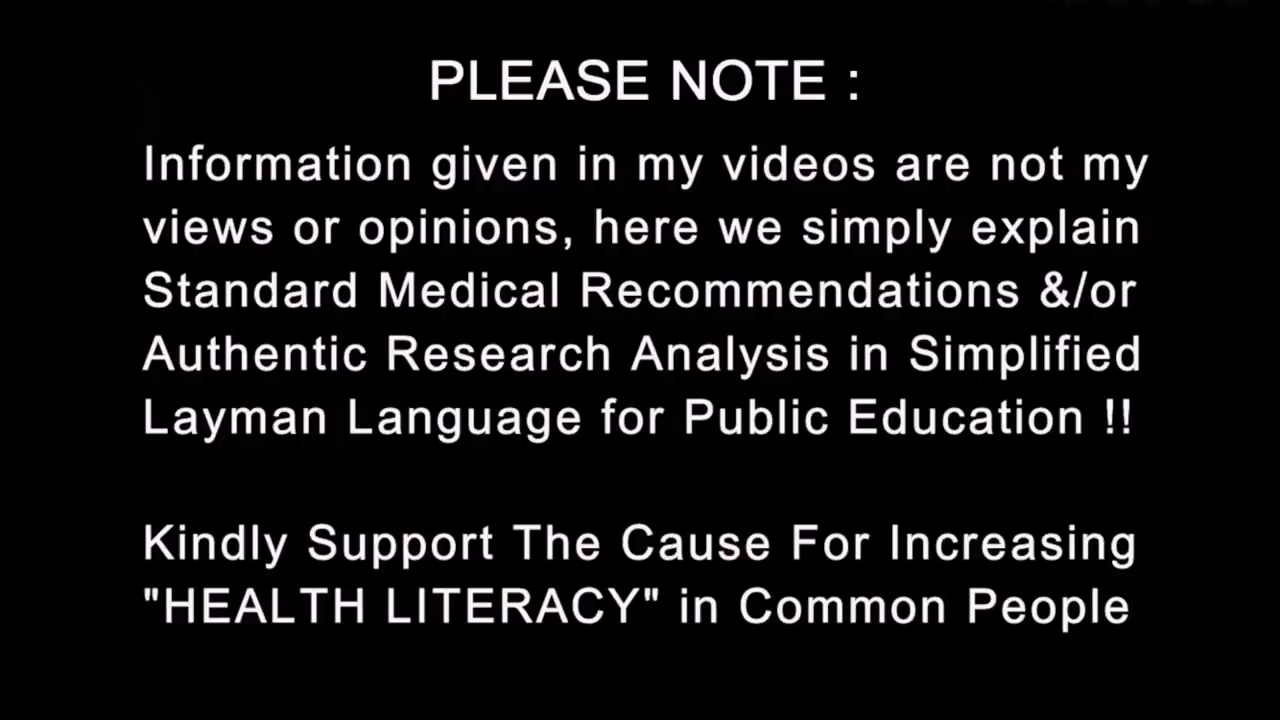 PLEASE NOTE :
Information given in my videos are not my
views or opinions, here we simply explain
Standard Medical Recommendations &/or
Authentic Research Analysis in Simplified
Layman Language for Public Education !!
Kindly Support The Cause For Increasing
"HEALTH LITERACY" in Common People